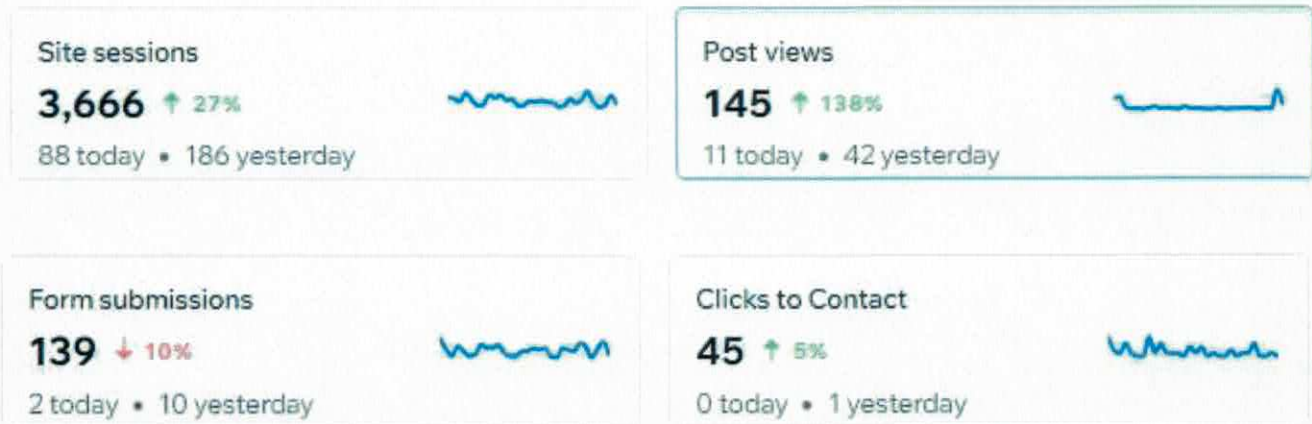 Site sessions
3,666 ↑ 27%
88 today • 186 yesterday
Post views
145 ↑ 138%
11 today • 42 yesterday
Form submissions
139 ↓ 10%
2 today • 10 yesterday
Clicks to Contact
45 ↑ 5%
0 today • 1 yesterday